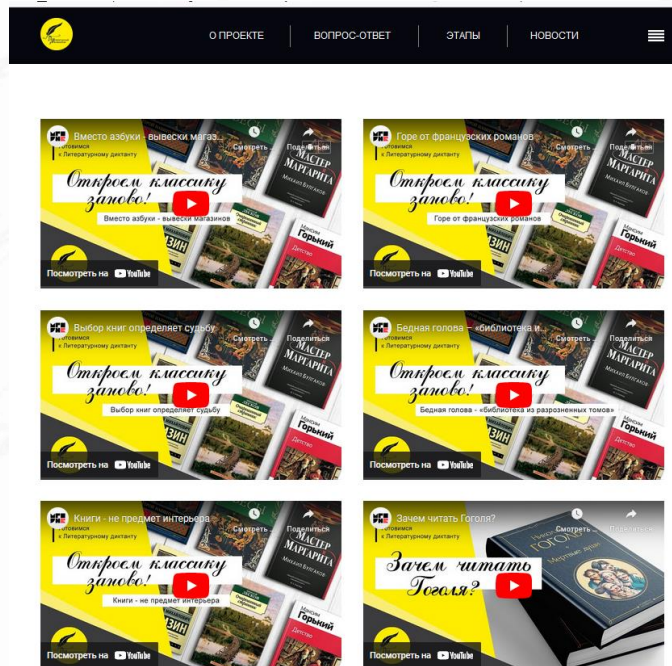 О ПРОЕКТЕ ВОПРОС-ОТВЕТ ЭТАПЫ НОВОСТИ
Вместо азбуки - вывески магаз...
Готовимся
к Литературному диктанту
Смотреть ... Поделиться
Откроем классику
заново!
Вместо азбуки - вывески магазинов
МАСТЕР
МАРГАРИТА
Михаил Булгаков
Максим
Горький
Детство
Посмотреть на YouTube
Горе от французских романов
Готовимся
к Литературному диктанту
Смотреть ... Поделиться
Откроем классику
заново!
Горе от французских романов
МАСТЕР
МАРГАРИТА
Михаил Булгаков
Максим
Горький
Детство
Посмотреть на YouTube
Выбор книг определяет судьбу
Готовимся
к Литературному диктанту
Смотреть ... Поделиться
Откроем классику
заново!
Выбор книг определяет судьбу
МАСТЕР
МАРГАРИТА
Михаил Булгаков
Максим
Горький
Детство
Посмотреть на YouTube
Бедная голова – «библиотека и...
Готовимся
к Литературному диктанту
Смотреть ... Поделиться
Откроем классику
заново!
Бедная голова - «библиотека из разрозненных томов»
МАСТЕР
МАРГАРИТА
Михаил Булгаков
Максим
Горький
Детство
Посмотреть на YouTube
Книги - не предмет интерьера
Готовимся
к Литературному диктанту
Смотреть ... Поделиться
Откроем классику
заново!
Книги - не предмет интерьера
МАСТЕР
МАРГАРИТА
Михаил Булгаков
Максим
Горький
Детство
Посмотреть на YouTube
Зачем читать Гоголя?
Готовимся
к Литературному диктанту
Смотреть ... Поделиться
Зачем читать
Гоголя?
ГОГОЛЬ
Мертвые души
Посмотреть на YouTube